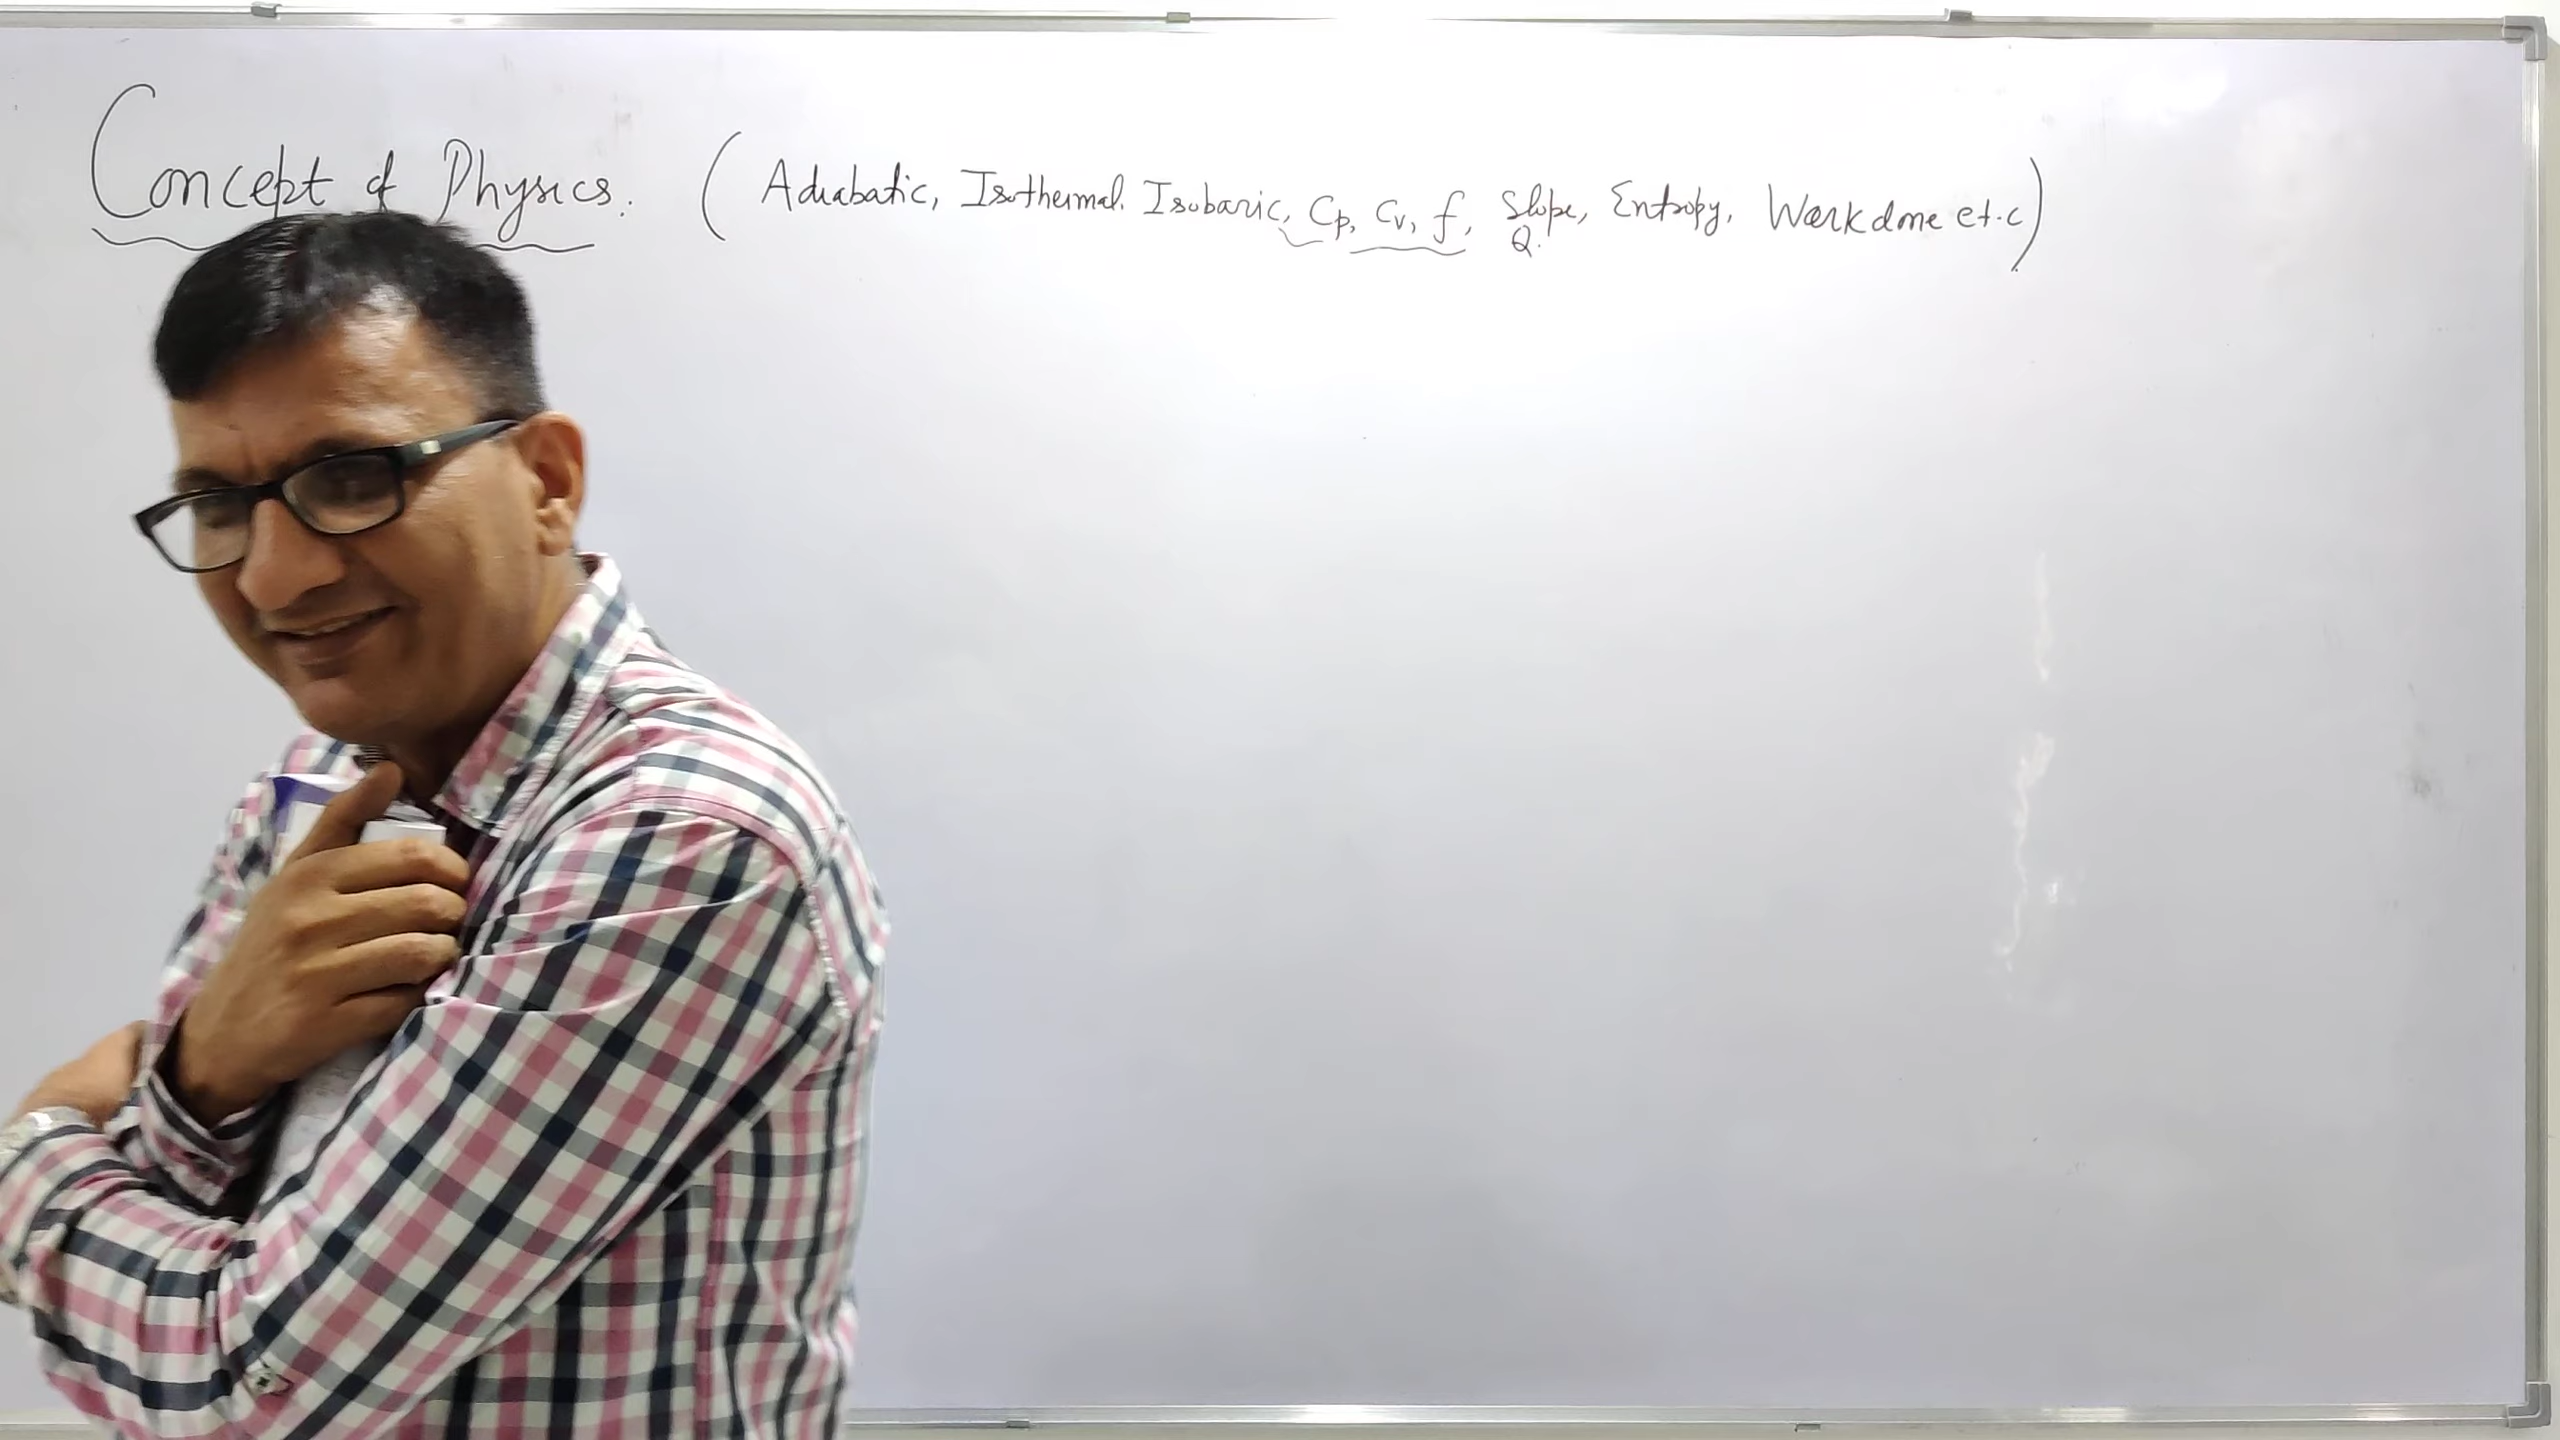 Concept of Physics. ( Adiabatic, Isothermal. Isobaric, Cp, Cv, f, Slope, Entropy, Workdone et.c)
Q.